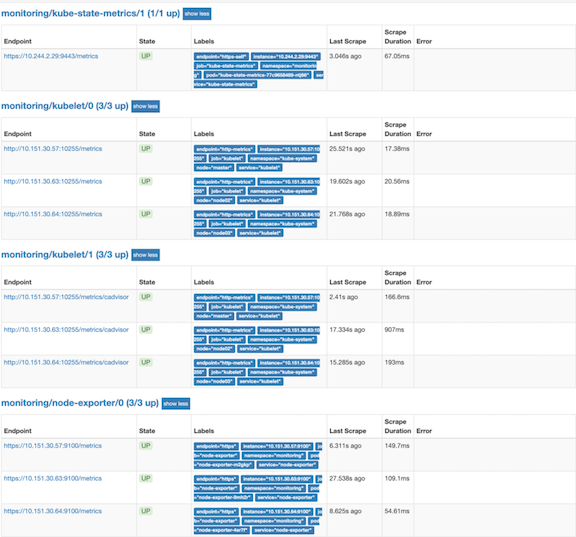 monitoring/kube-state-metrics/1 (1/1 up) show less
Endpoint State Labels Last Scrape Scrape Duration Error
https://10.244.2.29:9443/metrics UP endpoint="https-self" instance="10.244.2.29:9443" 3.046s ago 67.05ms
job="kube-state-metrics" namespace="monitorin
g" pod="kube-state-metrics-77c9658489-ntj66" ser
vice="kube-state-metrics"
monitoring/kubelet/0 (3/3 up) show less
Endpoint State Labels Last Scrape Scrape Duration Error
http://10.151.30.57:10255/metrics UP endpoint="http-metrics" instance="10.151.30.57:10 25.521s ago 17.38ms
255" job="kubelet" namespace="kube-system"
node="master" service="kubelet"
http://10.151.30.63:10255/metrics UP endpoint="http-metrics" instance="10.151.30.63:10 19.602s ago 20.56ms
255" job="kubelet" namespace="kube-system"
node="node02" service="kubelet"
http://10.151.30.64:10255/metrics UP endpoint="http-metrics" instance="10.151.30.64:10 21.768s ago 18.89ms
255" job="kubelet" namespace="kube-system"
node="node03" service="kubelet"
monitoring/kubelet/1 (3/3 up) show less
Endpoint State Labels Last Scrape Scrape Duration Error
http://10.151.30.57:10255/metrics/cadvisor UP endpoint="http-metrics" instance="10.151.30.57:10 2.41s ago 166.6ms
255" job="kubelet" namespace="kube-system"
node="master" service="kubelet"
http://10.151.30.63:10255/metrics/cadvisor UP endpoint="http-metrics" instance="10.151.30.63:10 17.334s ago 907ms
255" job="kubelet" namespace="kube-system"
node="node02" service="kubelet"
http://10.151.30.64:10255/metrics/cadvisor UP endpoint="http-metrics" instance="10.151.30.64:10 15.285s ago 193ms
255" job="kubelet" namespace="kube-system"
node="node03" service="kubelet"
monitoring/node-exporter/0 (3/3 up) show less
Endpoint State Labels Last Scrape Scrape Duration Error
https://10.151.30.57:9100/metrics UP endpoint="https" instance="10.151.30.57:9100" jo 6.311s ago 149.7ms
b="node-exporter" namespace="monitoring" pod
="node-exporter-m2gkp" service="node-exporter"
https://10.151.30.63:9100/metrics UP endpoint="https" instance="10.151.30.63:9100" jo 27.538s ago 109.1ms
b="node-exporter" namespace="monitoring" pod
service="node-exporter"
https://10.151.30.64:9100/metrics UP endpoint="https" instance="10.151.30.64:9100" jo 8.625s ago 54.61ms
b="node-exporter" namespace="monitoring" pod
service="node-exporter"